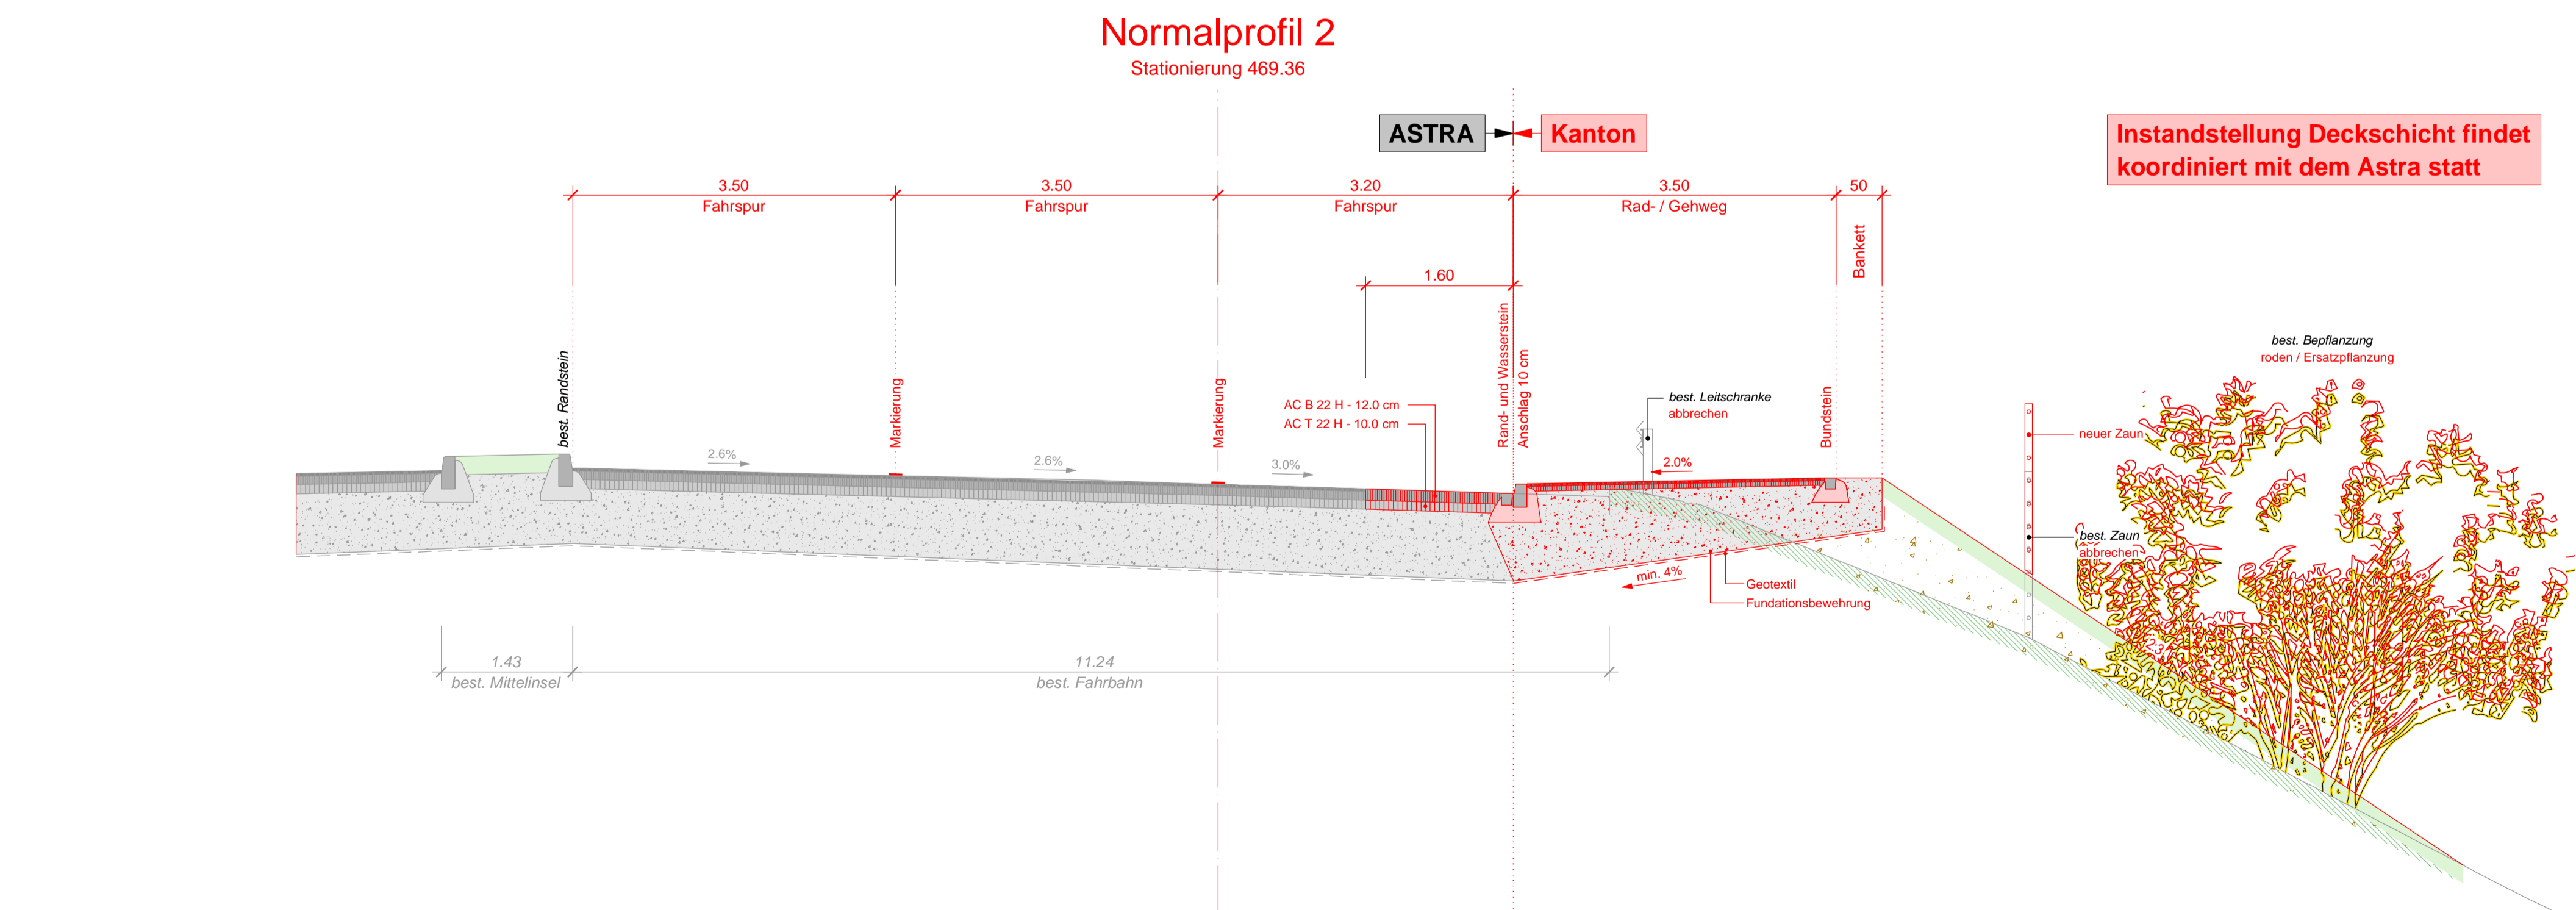 Normalprofil 2
Stationierung 469.36
ASTRA
Kanton
Instandstellung Deckschicht findet
koordiniert mit dem Astra statt
3.50
Fahrspur
3.50
Fahrspur
3.20
Fahrspur
3.50
Rad- / Gehweg
50
Bankett
1.60
best. Randstein
Markierung
Markierung
Rand- und Wasserstein
Anschlag 10 cm
Bundstein
AC B 22 H - 12.0 cm
AC T 22 H - 10.0 cm
best. Leitschranke
abbrechen
best. Bepflanzung
roden / Ersatzpflanzung
neuer Zaun
best. Zaun
abbrechen
2.6%
2.6%
3.0%
2.0%
min. 4%
Geotextil
Fundationsbewehrung
2:3
1.43
best. Mittelinsel
11.24
best. Fahrbahn